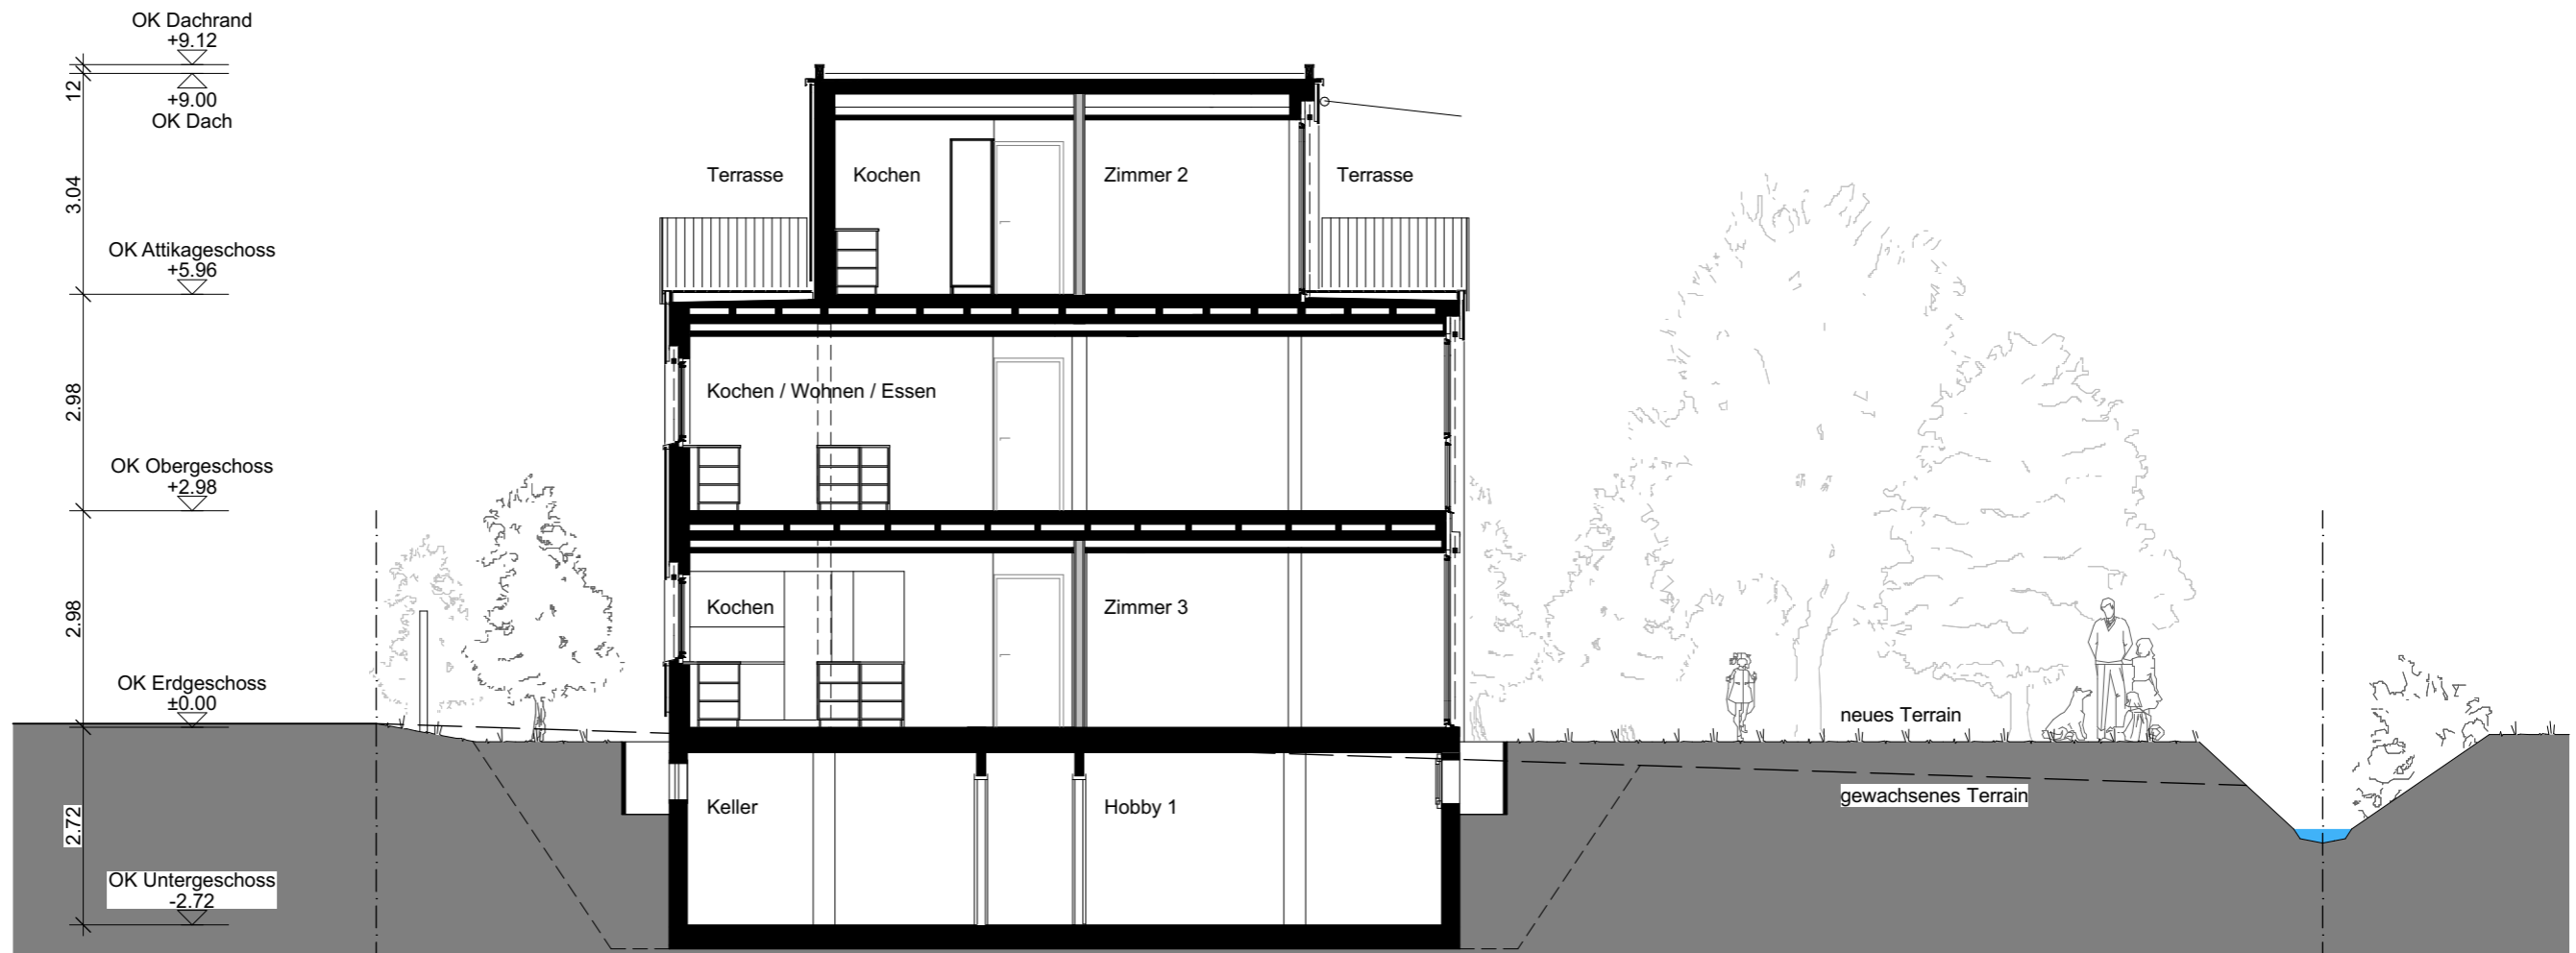 OK Dachrand
+9.12
12
+9.00
OK Dach
3.04
Terrasse
Kochen
Zimmer 2
Terrasse
OK Attikageschoss
+5.96
2.98
Kochen / Wohnen / Essen
OK Obergeschoss
+2.98
2.98
Kochen
Zimmer 3
OK Erdgeschoss
±0.00
neues Terrain
gewachsenes Terrain
2.72
Keller
Hobby 1
OK Untergeschoss
-2.72